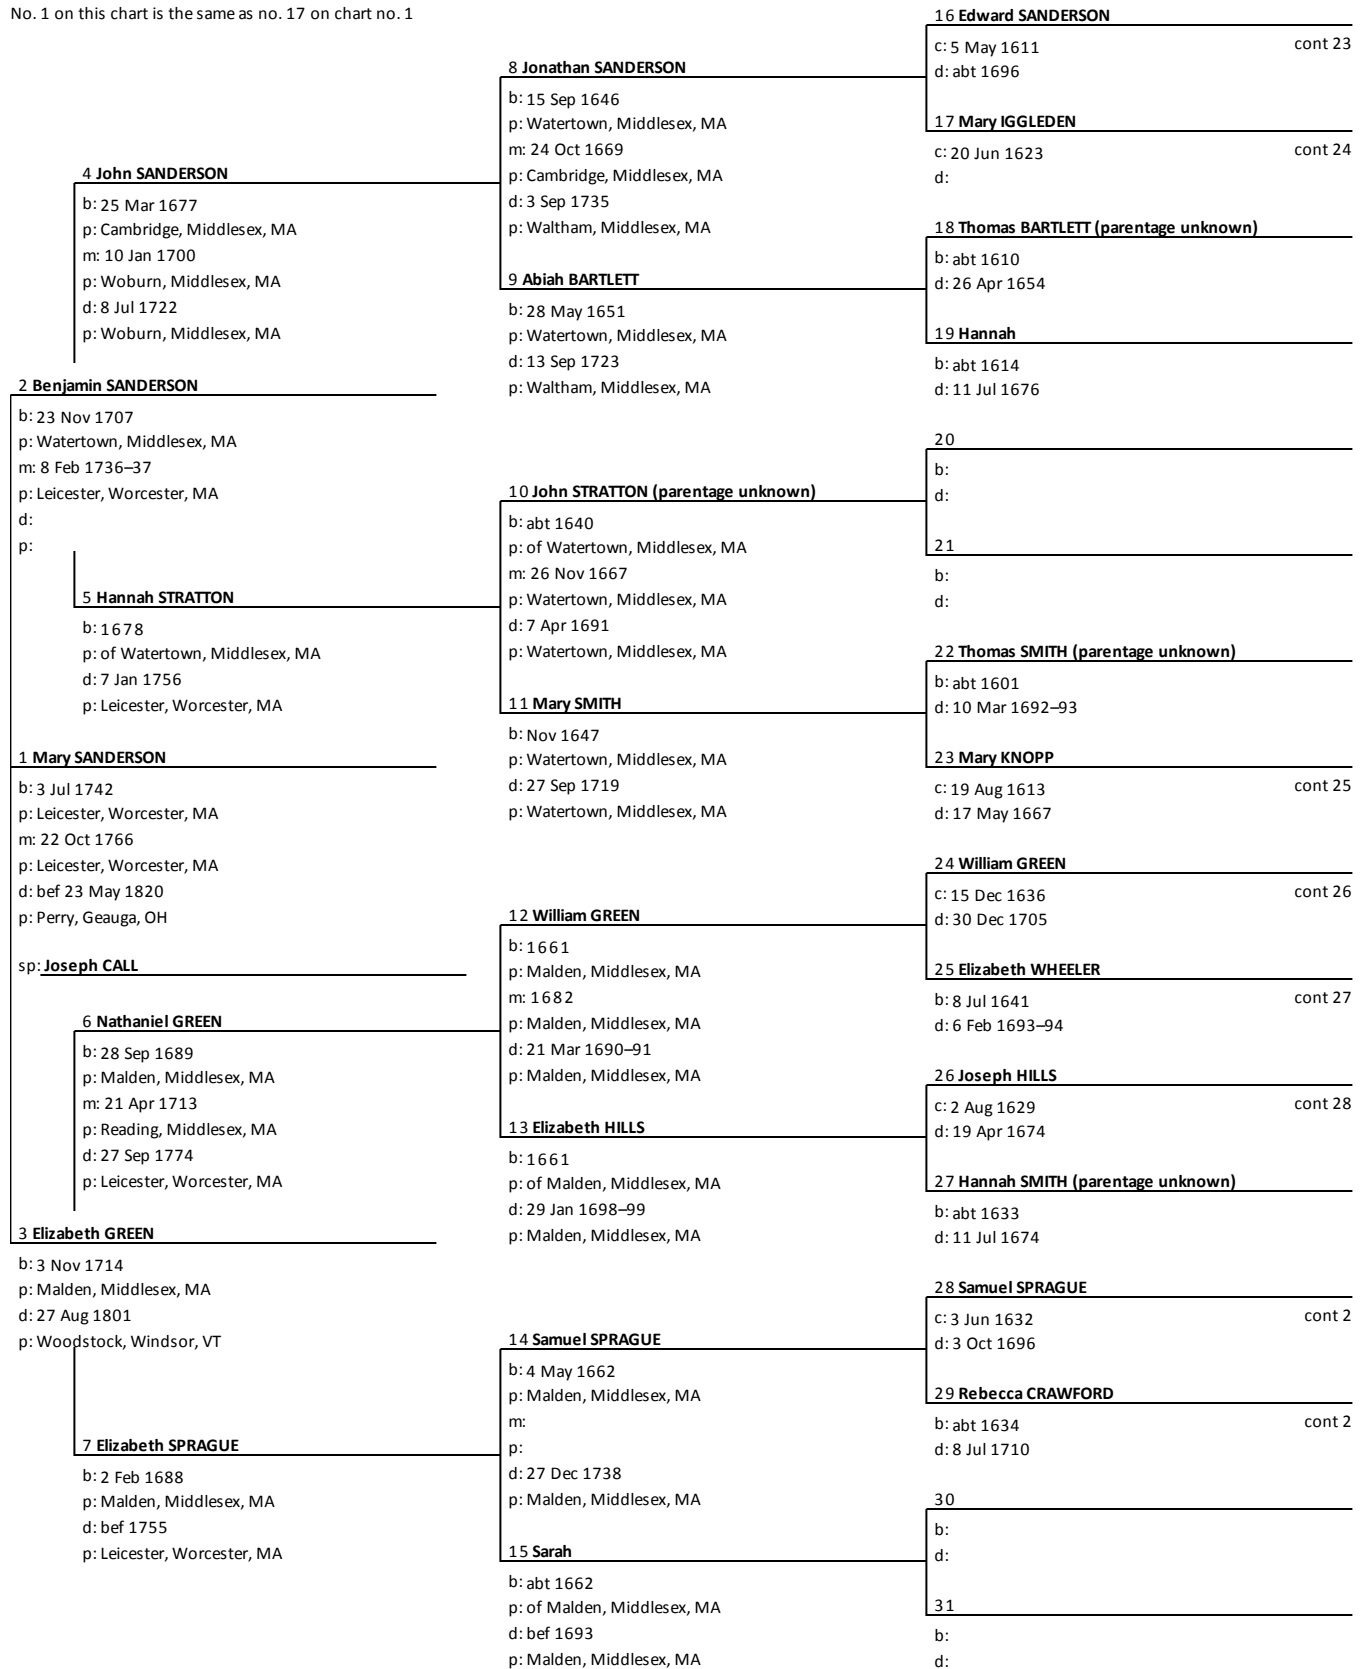 No. 1 on this chart is the same as no. 17 on chart no. 1
1 Mary SANDERSON
b: 3 Jul 1742
p: Leicester, Worcester, MA
m: 22 Oct 1766
p: Leicester, Worcester, MA
d: bef 23 May 1820
p: Perry, Geauga, OH
sp: Joseph CALL
2 Benjamin SANDERSON
b: 23 Nov 1707
p: Watertown, Middlesex, MA
m: 8 Feb 1736–37
p: Leicester, Worcester, MA
d:
p:
3 Elizabeth GREEN
b: 3 Nov 1714
p: Malden, Middlesex, MA
d: 27 Aug 1801
p: Woodstock, Windsor, VT
4 John SANDERSON
b: 25 Mar 1677
p: Cambridge, Middlesex, MA
m: 10 Jan 1700
p: Woburn, Middlesex, MA
d: 8 Jul 1722
p: Woburn, Middlesex, MA
5 Hannah STRATTON
b: 1678
p: of Watertown, Middlesex, MA
d: 7 Jan 1756
p: Leicester, Worcester, MA
6 Nathaniel GREEN
b: 28 Sep 1689
p: Malden, Middlesex, MA
m: 21 Apr 1713
p: Reading, Middlesex, MA
d: 27 Sep 1774
p: Leicester, Worcester, MA
7 Elizabeth SPRAGUE
b: 2 Feb 1688
p: Malden, Middlesex, MA
d: bef 1755
p: Leicester, Worcester, MA
8 Jonathan SANDERSON
b: 15 Sep 1646
p: Watertown, Middlesex, MA
m: 24 Oct 1669
p: Cambridge, Middlesex, MA
d: 3 Sep 1735
p: Waltham, Middlesex, MA
9 Abiah BARTLETT
b: 28 May 1651
p: Watertown, Middlesex, MA
d: 13 Sep 1723
p: Waltham, Middlesex, MA
10 John STRATTON (parentage unknown)
b: abt 1640
p: of Watertown, Middlesex, MA
m: 26 Nov 1667
p: Watertown, Middlesex, MA
d: 7 Apr 1691
p: Watertown, Middlesex, MA
11 Mary SMITH
b: Nov 1647
p: Watertown, Middlesex, MA
d: 27 Sep 1719
p: Watertown, Middlesex, MA
12 William GREEN
b: 1661
p: Malden, Middlesex, MA
m: 1682
p: Malden, Middlesex, MA
d: 21 Mar 1690–91
p: Malden, Middlesex, MA
13 Elizabeth HILLS
b: 1661
p: of Malden, Middlesex, MA
d: 29 Jan 1698–99
p: Malden, Middlesex, MA
14 Samuel SPRAGUE
b: 4 May 1662
p: Malden, Middlesex, MA
m:
p:
d: 27 Dec 1738
p: Malden, Middlesex, MA
15 Sarah
b: abt 1662
p: of Malden, Middlesex, MA
d: bef 1693
p: Malden, Middlesex, MA
16 Edward SANDERSON
c: 5 May 1611 cont 23
d: abt 1696
17 Mary IGGLEDEN
c: 20 Jun 1623 cont 24
d:
18 Thomas BARTLETT (parentage unknown)
b: abt 1610
d: 26 Apr 1654
19 Hannah
b: abt 1614
d: 11 Jul 1676
20
b:
d:
21
b:
d:
22 Thomas SMITH (parentage unknown)
b: abt 1601
d: 10 Mar 1692–93
23 Mary KNOPP
c: 19 Aug 1613 cont 25
d: 17 May 1667
24 William GREEN
c: 15 Dec 1636 cont 26
d: 30 Dec 1705
25 Elizabeth WHEELER
b: 8 Jul 1641 cont 27
d: 6 Feb 1693–94
26 Joseph HILLS
c: 2 Aug 1629 cont 28
d: 19 Apr 1674
27 Hannah SMITH (parentage unknown)
b: abt 1633
d: 11 Jul 1674
28 Samuel SPRAGUE
c: 3 Jun 1632 cont 2
d: 3 Oct 1696
29 Rebecca CRAWFORD
b: abt 1634 cont 2
d: 8 Jul 1710
30
b:
d:
31
b:
d: